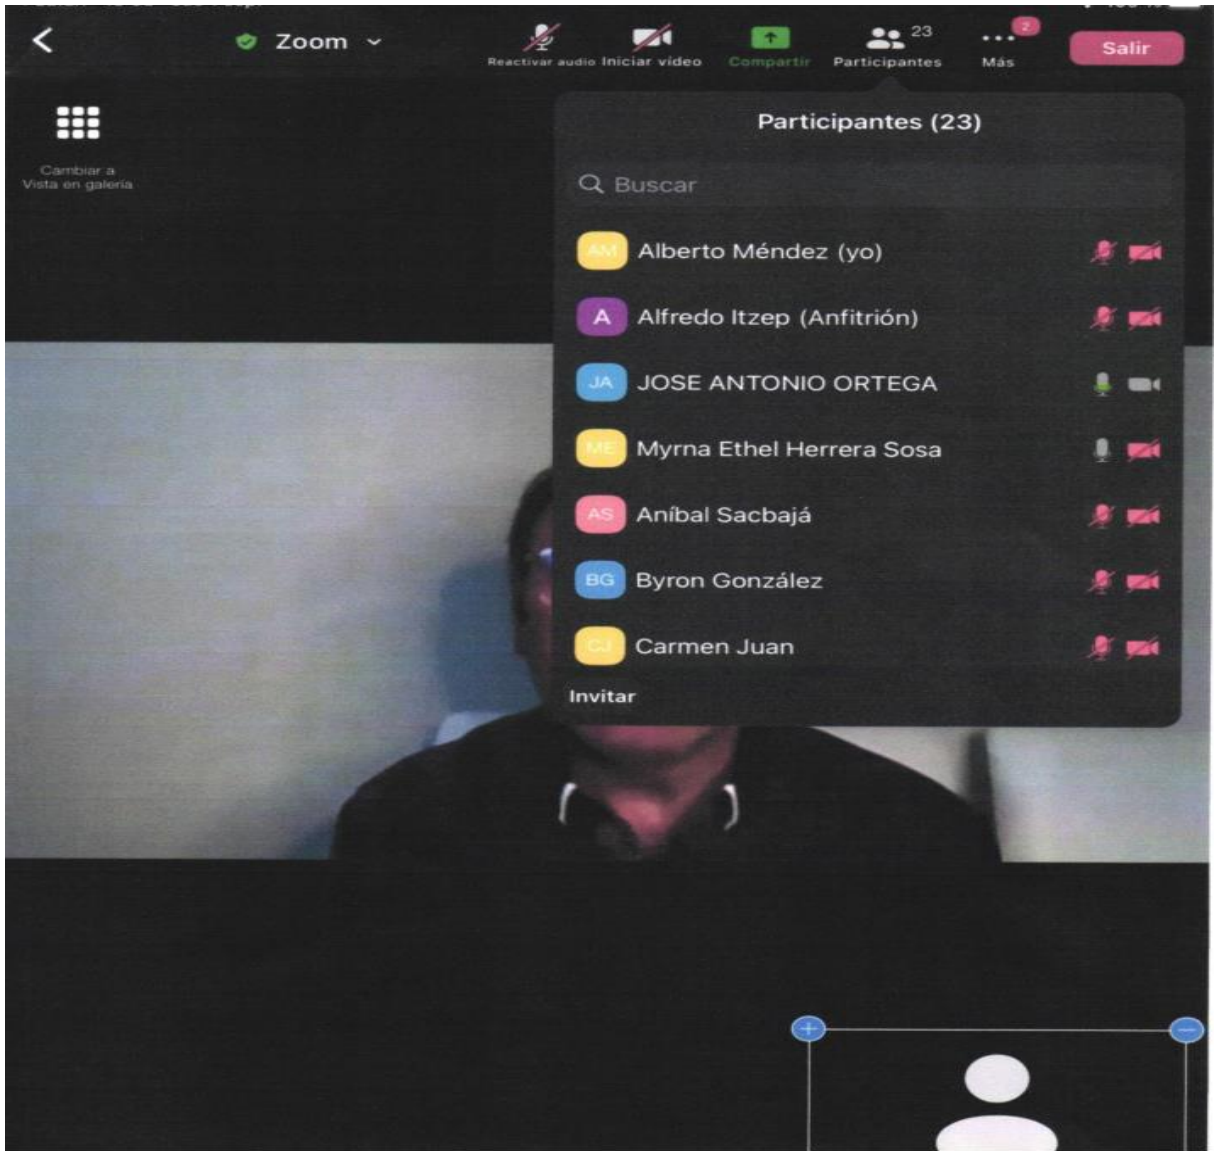 Zoom
23
2
Reactivar audio
Iniciar vídeo
Compartir
Participantes
Más
Salir
Cambiar a
Vista en galería
Participantes (23)
Buscar
AM Alberto Méndez (yo)
A Alfredo Itzep (Anfitrión)
JA JOSE ANTONIO ORTEGA
ME Myrna Ethel Herrera Sosa
AS Aníbal Sacbajá
BG Byron González
CJ Carmen Juan
Invitar